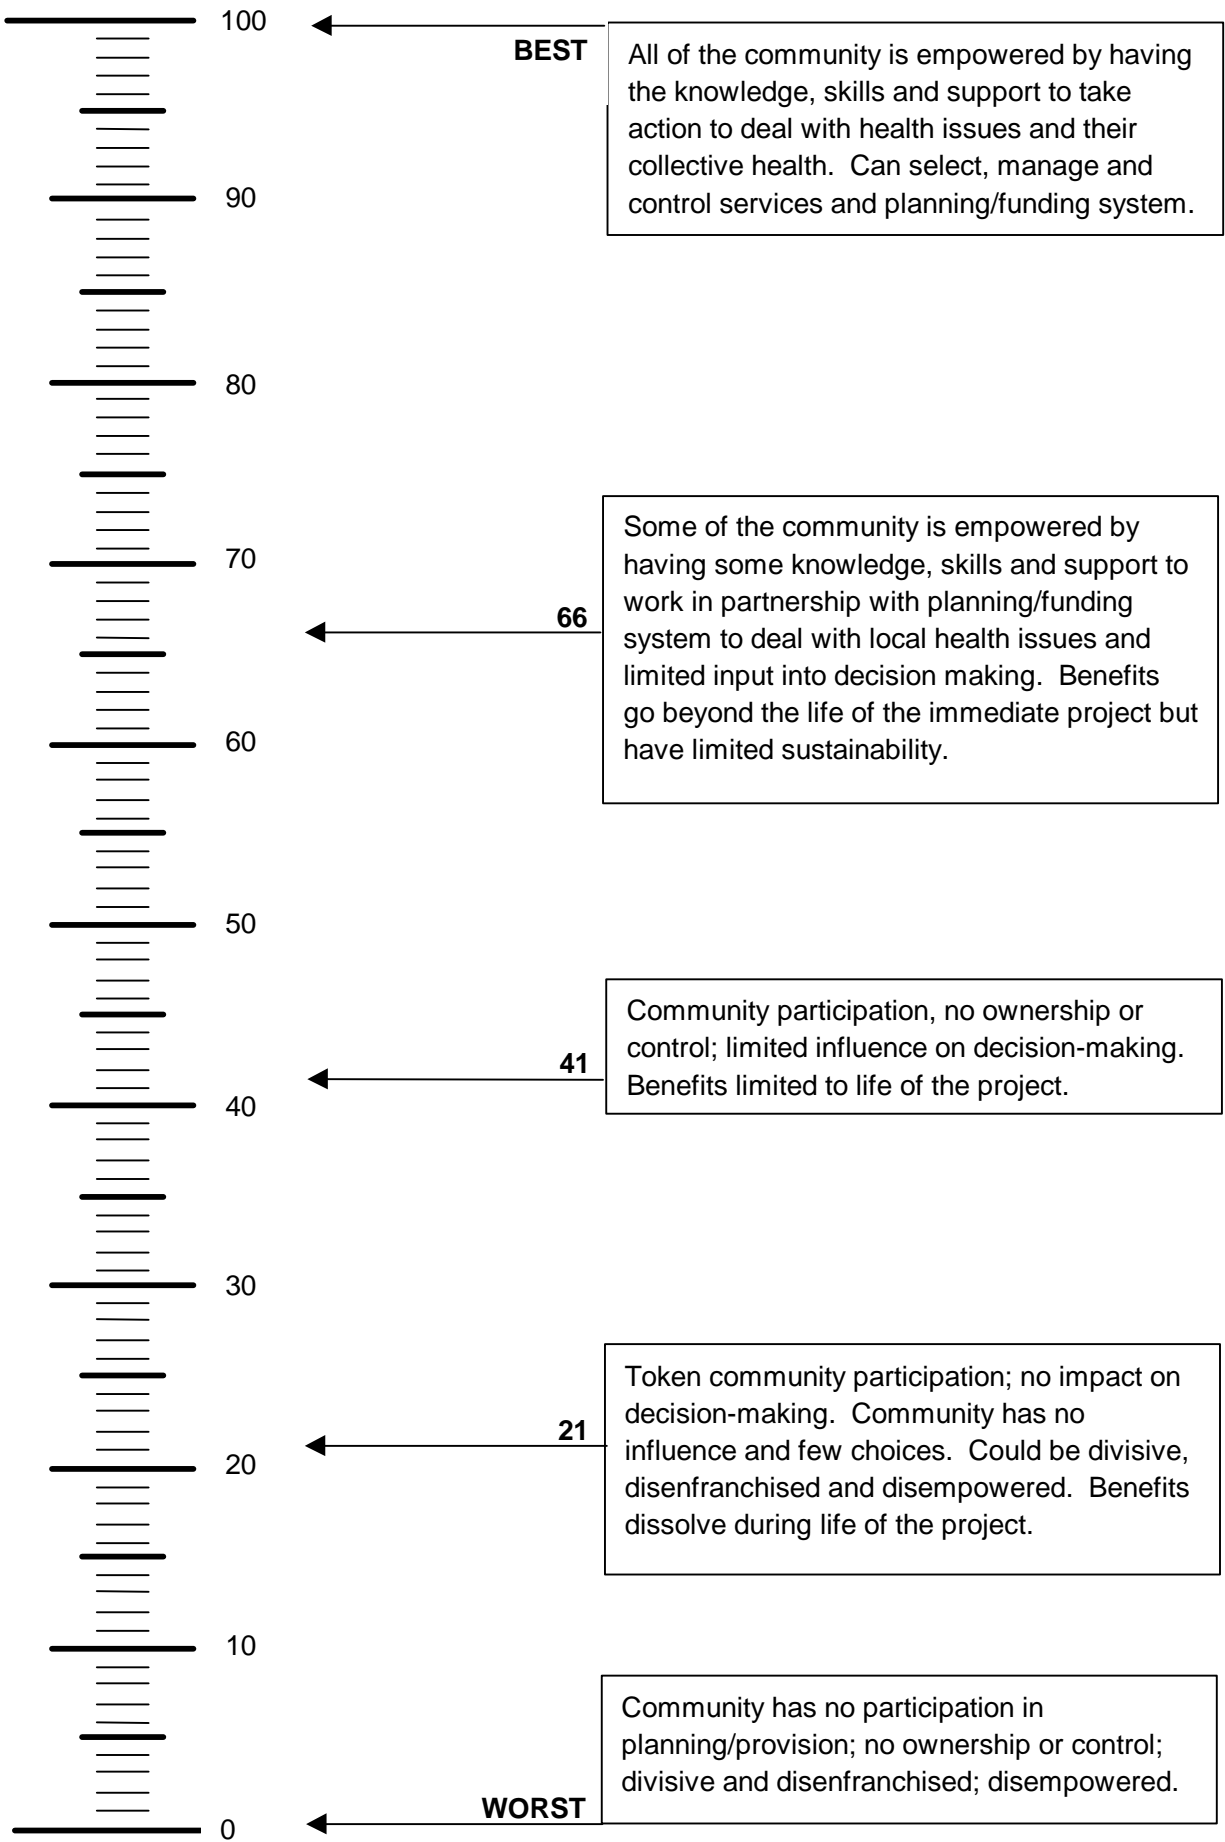 100
BEST
All of the community is empowered by having
the knowledge, skills and support to take
action to deal with health issues and their
collective health.  Can select, manage and
control services and planning/funding system.
90
80
70
66
Some of the community is empowered by
having some knowledge, skills and support to
work in partnership with planning/funding
system to deal with local health issues and
limited input into decision making.  Benefits
go beyond the life of the immediate project but
have limited sustainability.
60
50
41
Community participation, no ownership or
control; limited influence on decision-making.
Benefits limited to life of the project.
40
30
21
Token community participation; no impact on
decision-making.  Community has no
influence and few choices.  Could be divisive,
disenfranchised and disempowered.  Benefits
dissolve during life of the project.
20
10
Community has no participation in
planning/provision; no ownership or control;
divisive and disenfranchised; disempowered.
WORST
0